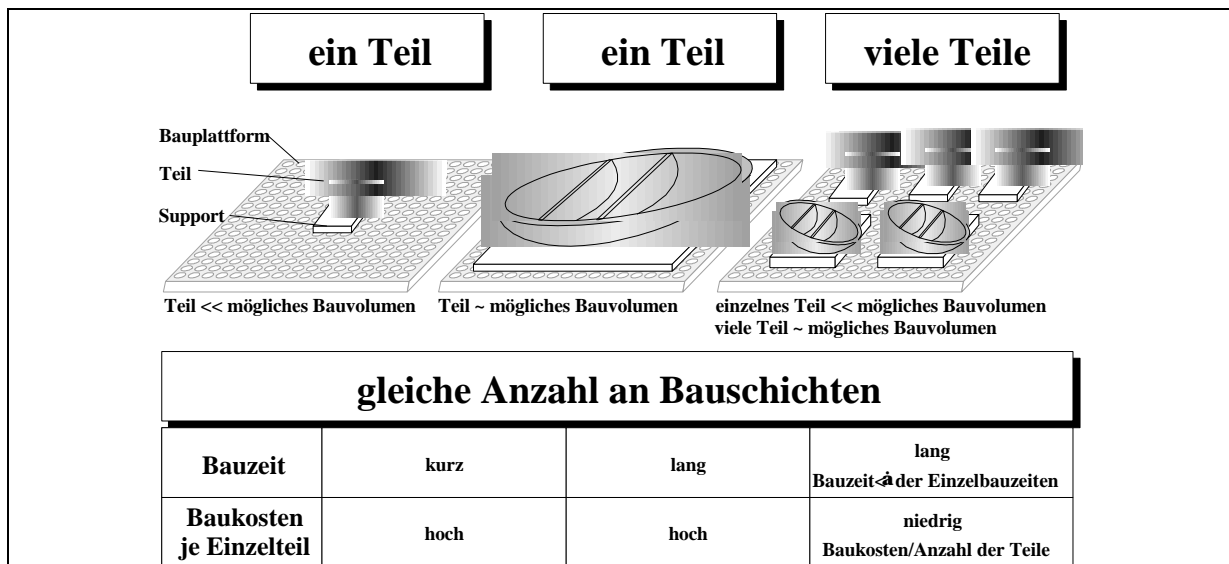 ein Teil
ein Teil
viele Teile
Bauplattform
Teil
Support
Teil << mögliches Bauvolumen
Teil ~ mögliches Bauvolumen
einzelnes Teil << mögliches Bauvolumen
viele Teil ~ mögliches Bauvolumen
gleiche Anzahl an Bauschichten
Bauzeit
kurz
lang
lang
Bauzeit< der Einzelbauzeiten
Baukosten
je Einzelteil
hoch
hoch
niedrig
Baukosten/Anzahl der Teile